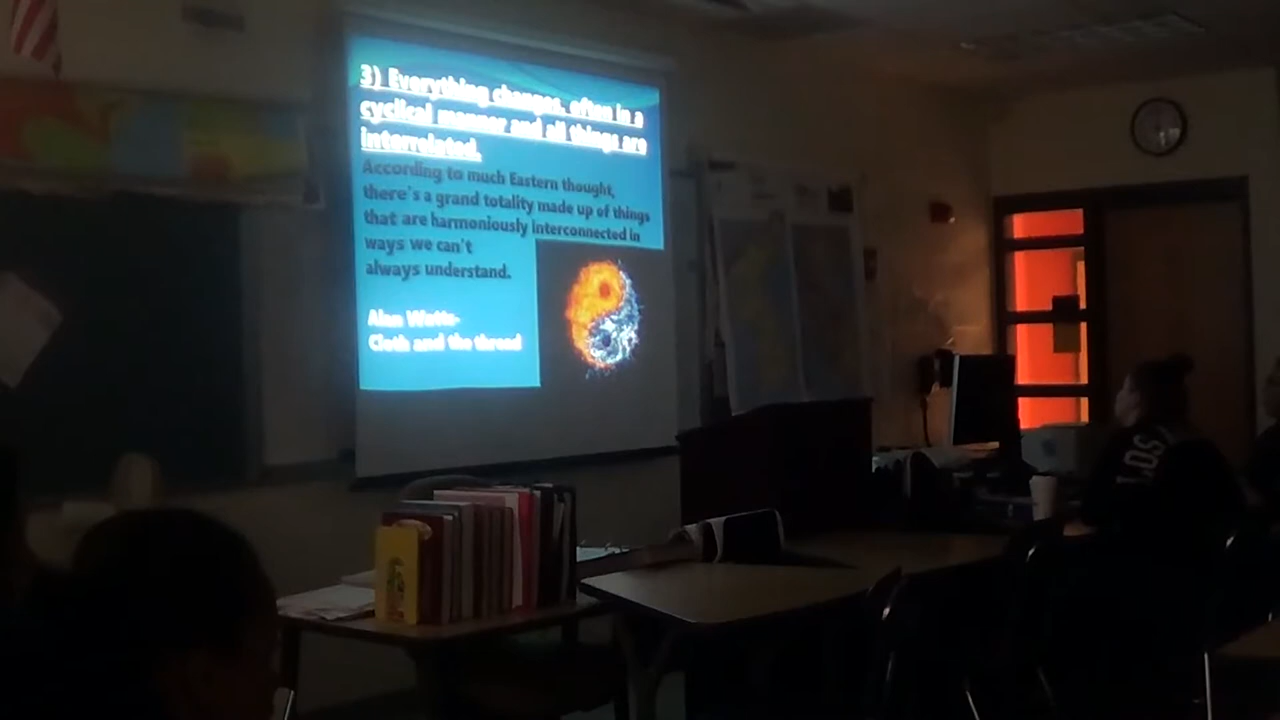 3) Everything changes, often in a
cyclical manner and all things are
interrelated.
According to much Eastern thought,
there's a grand totality made up of things
that are harmoniously interconnected in
ways we can't
always understand.
Alan Watts-
Cloth and the thread
LDS